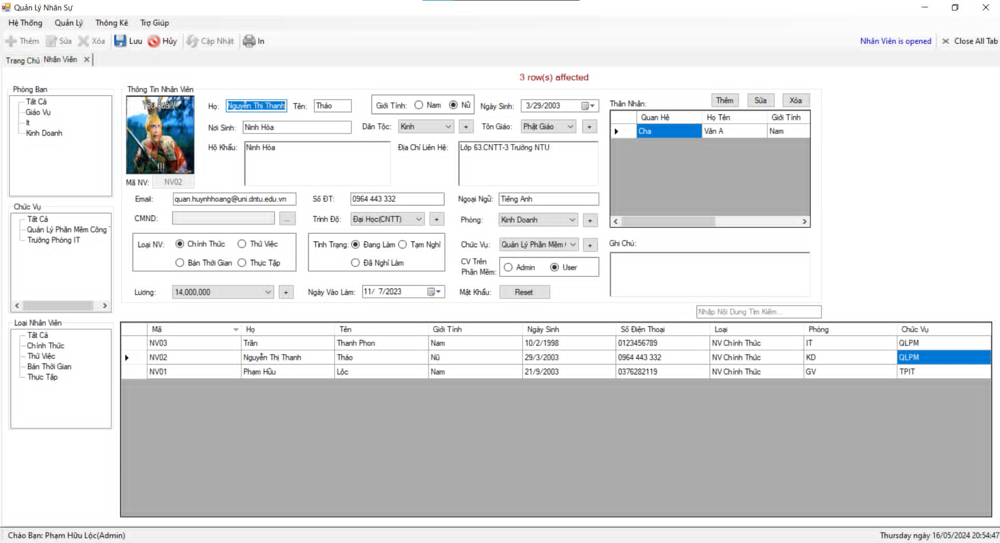 Quản Lý Nhân Sự
Hệ Thống Quản Lý Thông Kê Trợ Giúp
Thêm Sửa Xóa Lưu Hủy Cập Nhật In Nhân Viên is opened Close All Tab
Trang Chủ Nhân Viên
3 row(s) affected
Phòng Ban
Tất Cả
Giáo Vụ
It
Kinh Doanh
Chức Vụ
Tất Cả
Quản Lý Phần Mềm Công
Trưởng Phòng IT
Loại Nhân Viên
Tất Cả
Chính Thức
Thử Việc
Bán Thời Gian
Thực Tập
Thông Tin Nhân Viên
!!!
Mã NV: NV02
Họ: Nguyễn Thị Thanh Tên: Thảo Giới Tính: Nam Nữ Ngày Sinh: 3/29/2003
Nơi Sinh: Ninh Hòa Dân Tộc: Kinh + Tôn Giáo: Phật Giáo +
Hộ Khẩu: Ninh Hòa Địa Chỉ Liên Hệ: Lớp 63.CNTT-3 Trường NTU
Email: quan.huynhhoang@uni.dntu.edu.vn Số ĐT: 0964 443 332 Ngoại Ngữ: Tiếng Anh
CMND: ... Trình Độ: Đại Học(CNTT) + Phòng: Kinh Doanh +
Loại NV: Chính Thức Thử Việc Tình Trạng: Đang Làm Tạm Nghỉ Chức Vụ: Quản Lý Phần Mềm +
Bán Thời Gian Thực Tập Đã Nghỉ Làm CV Trên Phần Mềm: Admin User
Lương: 14,000,000 + Ngày Vào Làm: 11/ 7/2023 Mật Khẩu: Reset
Thân Nhân: Thêm Sửa Xóa
Quan Hệ Họ Tên Giới Tính
Cha Văn A Nam
Ghi Chú:
Nhập Nội Dung Tìm Kiếm...
Mã Họ Tên Giới Tính Ngày Sinh Số Điện Thoại Loại Phòng Chức Vụ
NV03 Trần Thanh Phon Nam 10/2/1998 0123456789 NV Chính Thức IT QLPM
NV02 Nguyễn Thị Thanh Thảo Nữ 29/3/2003 0964 443 332 NV Chính Thức KD QLPM
NV01 Phạm Hữu Lộc Nam 21/9/2003 0376282119 NV Chính Thức GV TPIT
Chào Bạn: Phạm Hữu Lộc(Admin) Thursday ngày 16/05/2024 20:54:47